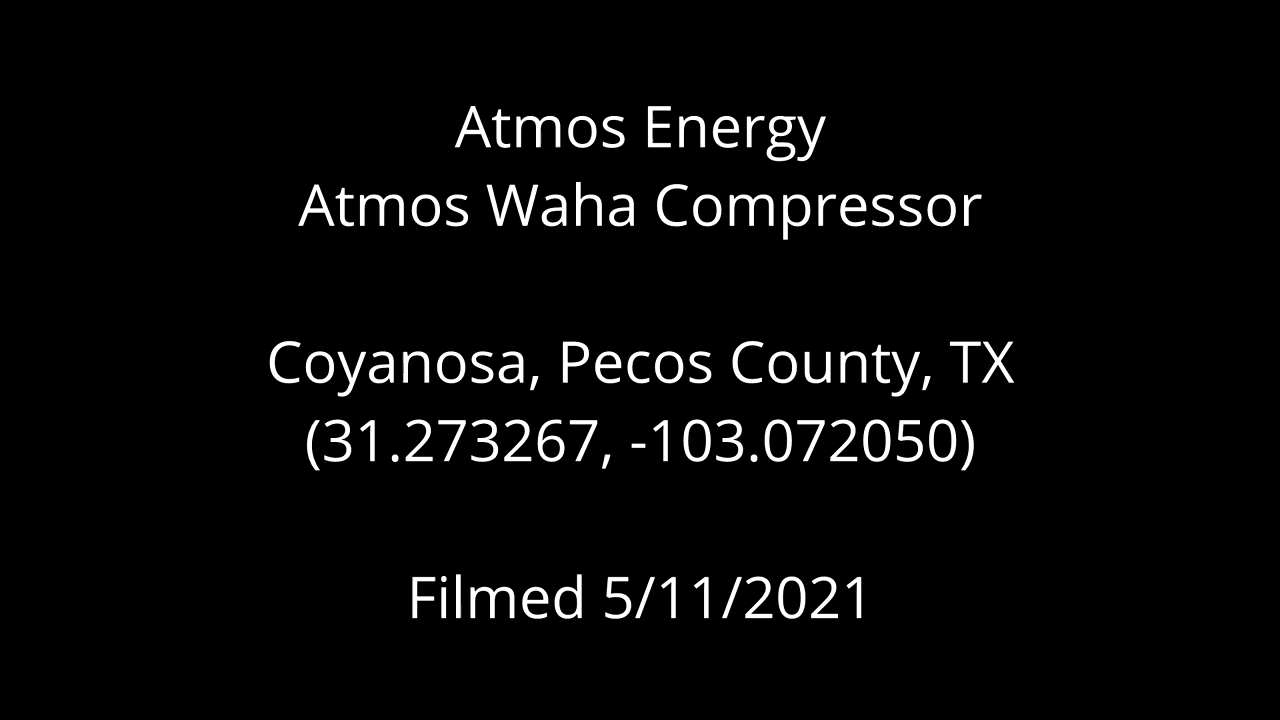 Atmos Energy
Atmos Waha Compressor
Coyanosa, Pecos County, TX
(31.273267, -103.072050)
Filmed 5/11/2021